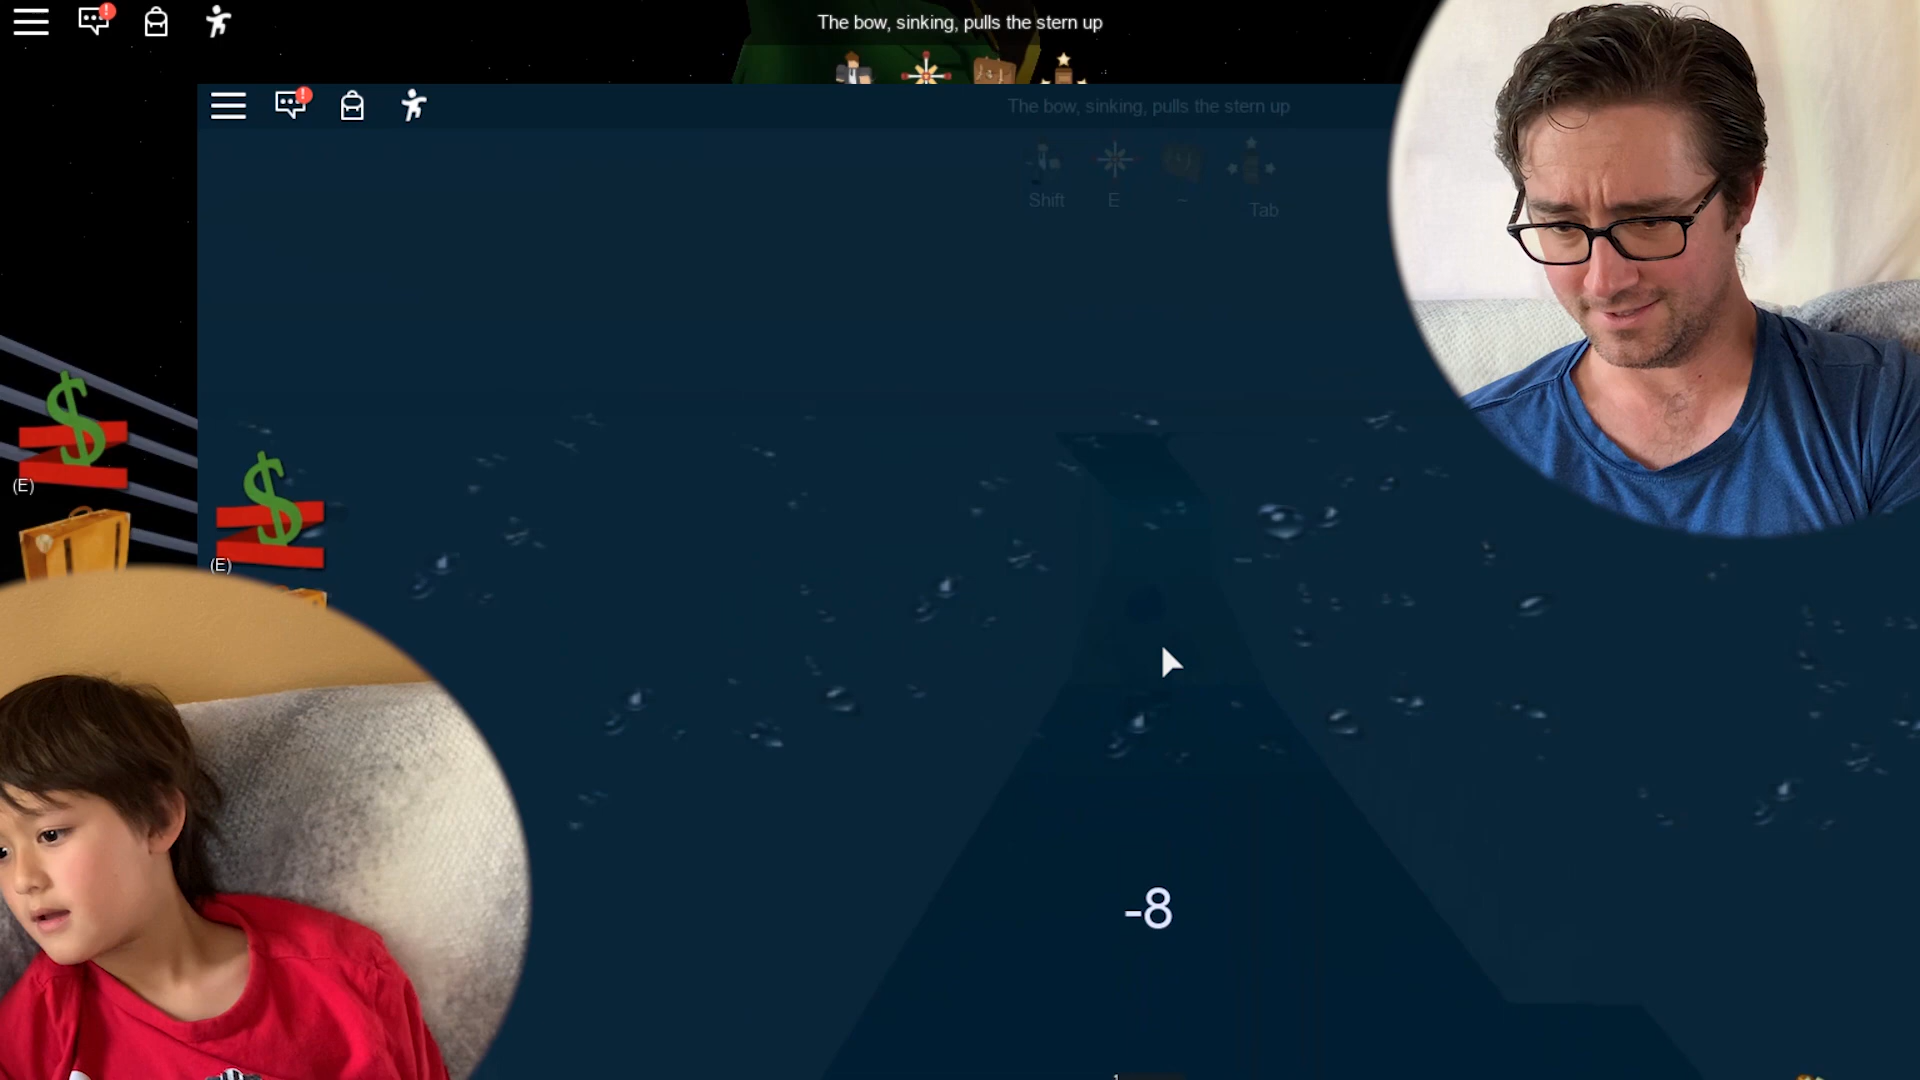 The bow, sinking, pulls the stern up
The bow, sinking, pulls the stern up
Shift E ~ Tab
$
(E)
$
(E)
-8